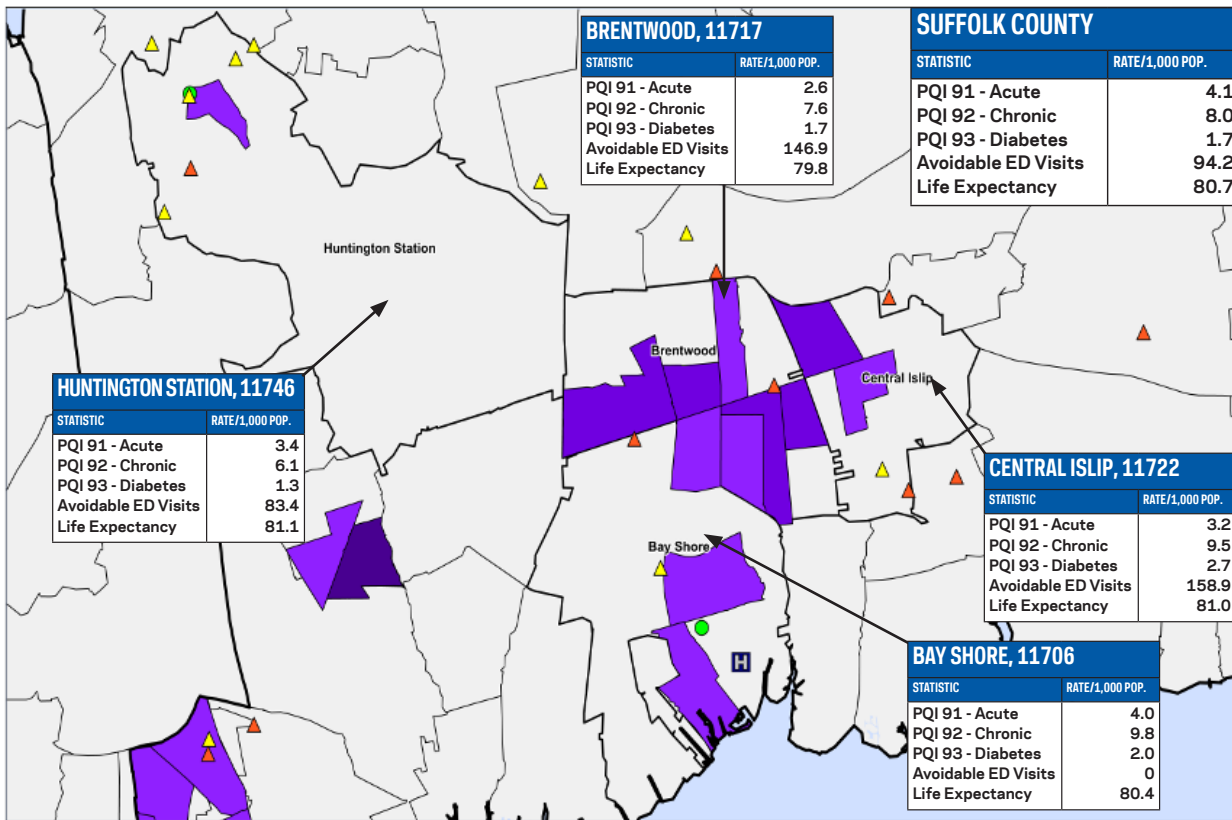 BRENTWOOD, 11717
STATISTIC RATE/1,000 POP.
PQI 91 - Acute 2.6
PQI 92 - Chronic 7.6
PQI 93 - Diabetes 1.7
Avoidable ED Visits 146.9
Life Expectancy 79.8
SUFFOLK COUNTY
STATISTIC RATE/1,000 POP.
PQI 91 - Acute 4.1
PQI 92 - Chronic 8.0
PQI 93 - Diabetes 1.7
Avoidable ED Visits 94.2
Life Expectancy 80.7
Huntington Station
Brentwood
Central Islip
HUNTINGTON STATION, 11746
STATISTIC RATE/1,000 POP.
PQI 91 - Acute 3.4
PQI 92 - Chronic 6.1
PQI 93 - Diabetes 1.3
Avoidable ED Visits 83.4
Life Expectancy 81.1
CENTRAL ISLIP, 11722
STATISTIC RATE/1,000 POP.
PQI 91 - Acute 3.2
PQI 92 - Chronic 9.5
PQI 93 - Diabetes 2.7
Avoidable ED Visits 158.9
Life Expectancy 81.0
Bay Shore
H
BAY SHORE, 11706
STATISTIC RATE/1,000 POP.
PQI 91 - Acute 4.0
PQI 92 - Chronic 9.8
PQI 93 - Diabetes 2.0
Avoidable ED Visits 0
Life Expectancy 80.4